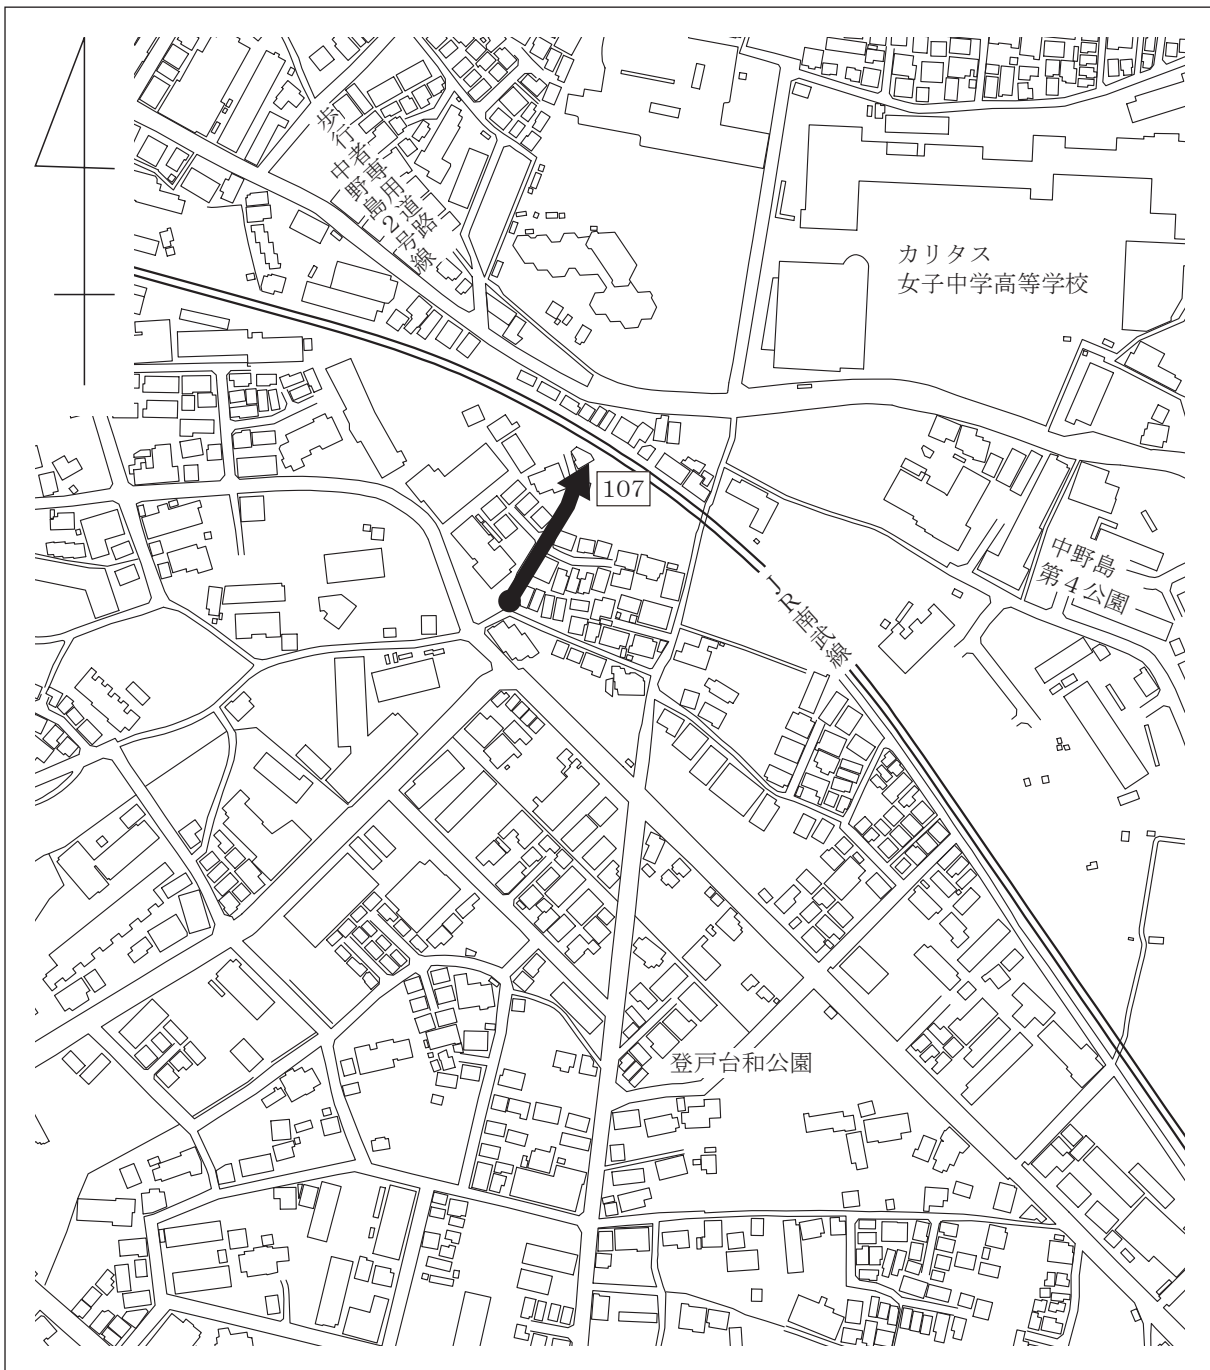 歩行者専用道路
中野島12号線
カリタス
女子中学高等学校
107
中野島
第4公園
JR南武線
登戸台和公園